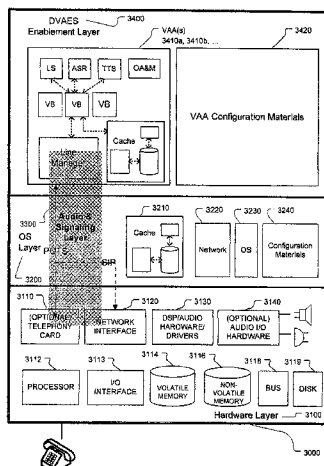 DVAES 3400
Enablement Layer
VAA(s)
3410a, 3410b, ...
3420
LS
ASR
TTS
OA&M
VB
VB
VB
Cache
Line
Manager
VAA Configuration Materials
3300
OS
Layer
3200
Audio &
Signaling
Layer
POTS
SIP
3210
Cache
3220
Network
3230
OS
3240
Configuration
Materials
3110
(OPTIONAL)
TELEPHONY
CARD
3120
NETWORK
INTERFACE
3130
DSP/AUDIO
HARDWARE/
DRIVERS
3140
(OPTIONAL)
AUDIO I/O
HARDWARE
3112
PROCESSOR
3113
I/O
INTERFACE
3114
VOLATILE
MEMORY
3116
NON-
VOLATILE
MEMORY
3118
BUS
3119
DISK
Hardware Layer 3100
3000